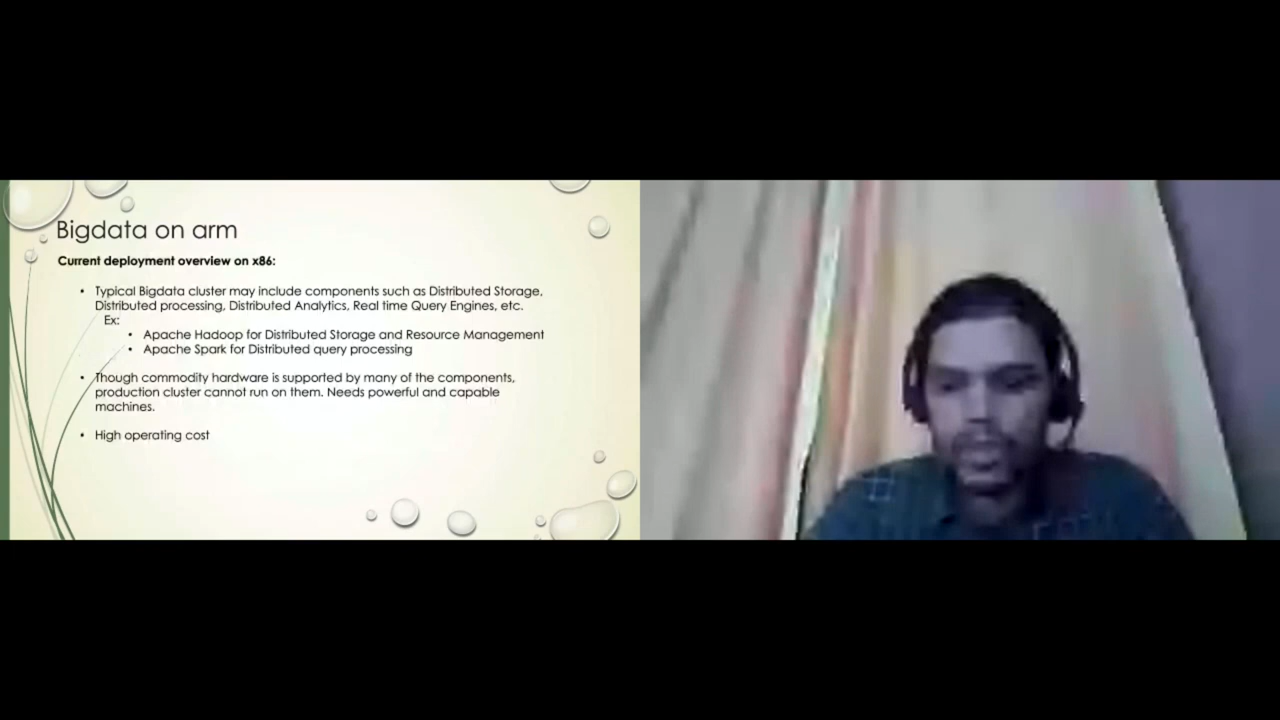 Bigdata on arm
Current deployment overview on x86:
• Typical Bigdata cluster may include components such as Distributed Storage,
Distributed processing, Distributed Analytics, Real time Query Engines, etc.
Ex:
• Apache Hadoop for Distributed Storage and Resource Management
• Apache Spark for Distributed query processing
• Though commodity hardware is supported by many of the components,
production cluster cannot run on them. Needs powerful and capable
machines.
• High operating cost